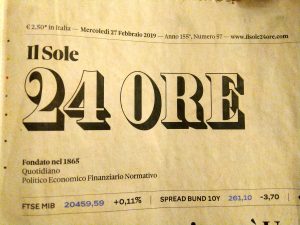 € 2,50* in Italia — Mercoledì 27 Febbraio 2019 — Anno 155°, Numero 57 — www.ilsole24ore.com
Il Sole
24 ORE
Fondato nel 1865
Quotidiano
Politico Economico Finanziario Normativo
FTSE MIB 20459,59 +0,11% SPREAD BUND 10Y 261,10 -3,70